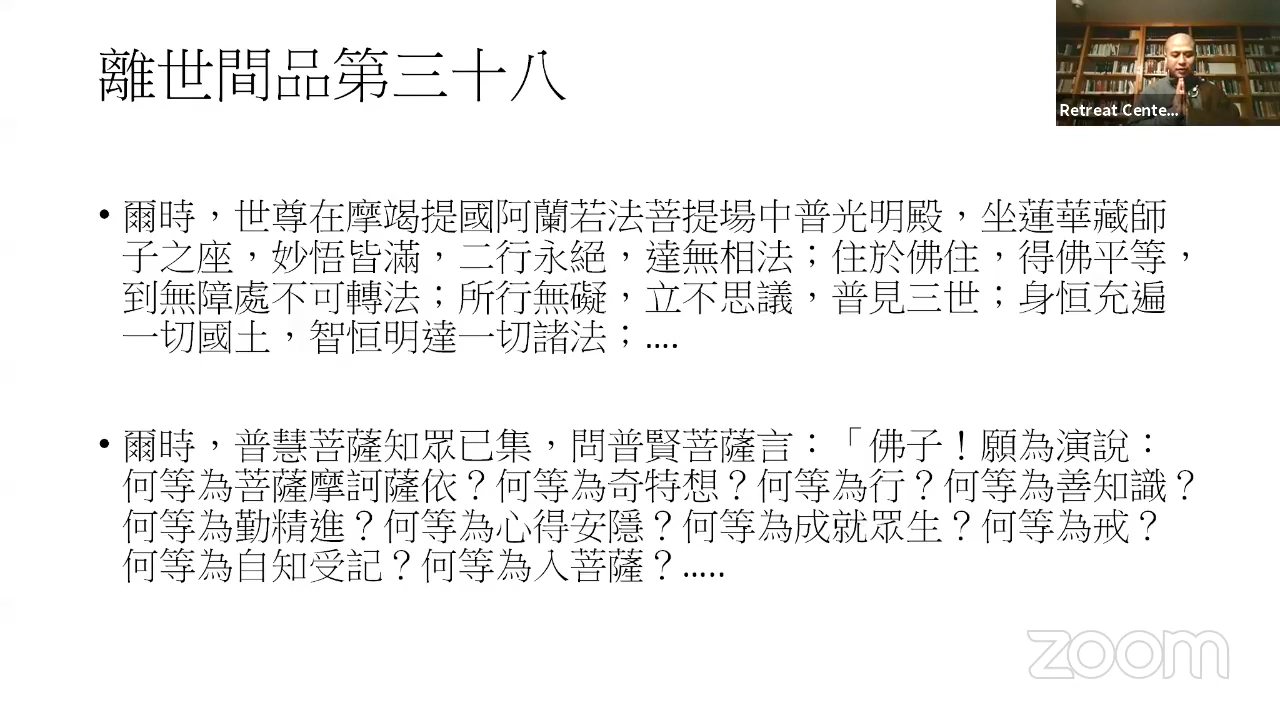 離世間品第三十八
Retreat Cente...
• 爾時，世尊在摩竭提國阿蘭若法菩提場中普光明殿，坐蓮華藏師
子之座，妙悟皆滿，二行永絕，達無相法；住於佛住，得佛平等，
到無障處不可轉法；所行無礙，立不思議，普見三世；身恒充遍
一切國土，智恒明達一切諸法；....
• 爾時，普慧菩薩知眾已集，問普賢菩薩言：「佛子！願為演說：
何等為菩薩摩訶薩依？何等為奇特想？何等為行？何等為善知識？
何等為勤精進？何等為心得安隱？何等為成就眾生？何等為戒？
何等為自知受記？何等為入菩薩？.....
zoom